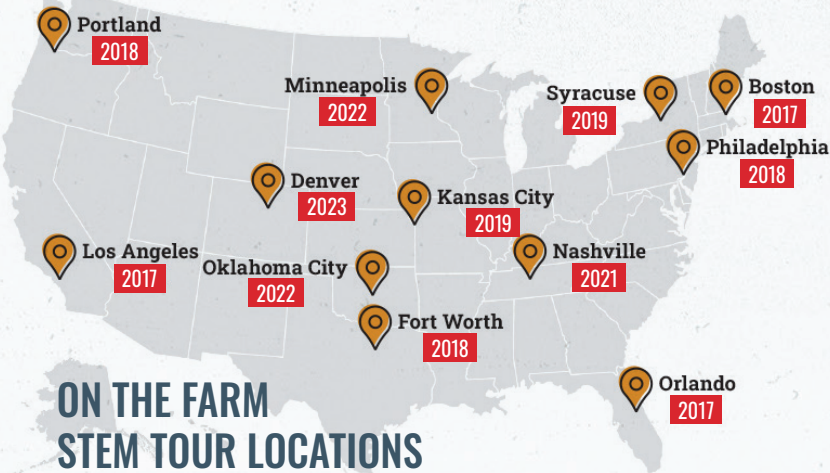 Portland
2018
Minneapolis
2022
Syracuse
2019
Boston
2017
Philadelphia
2018
Denver
2023
Kansas City
2019
Los Angeles
2017
Oklahoma City
2022
Nashville
2021
Fort Worth
2018
Orlando
2017
ON THE FARM
STEM TOUR LOCATIONS